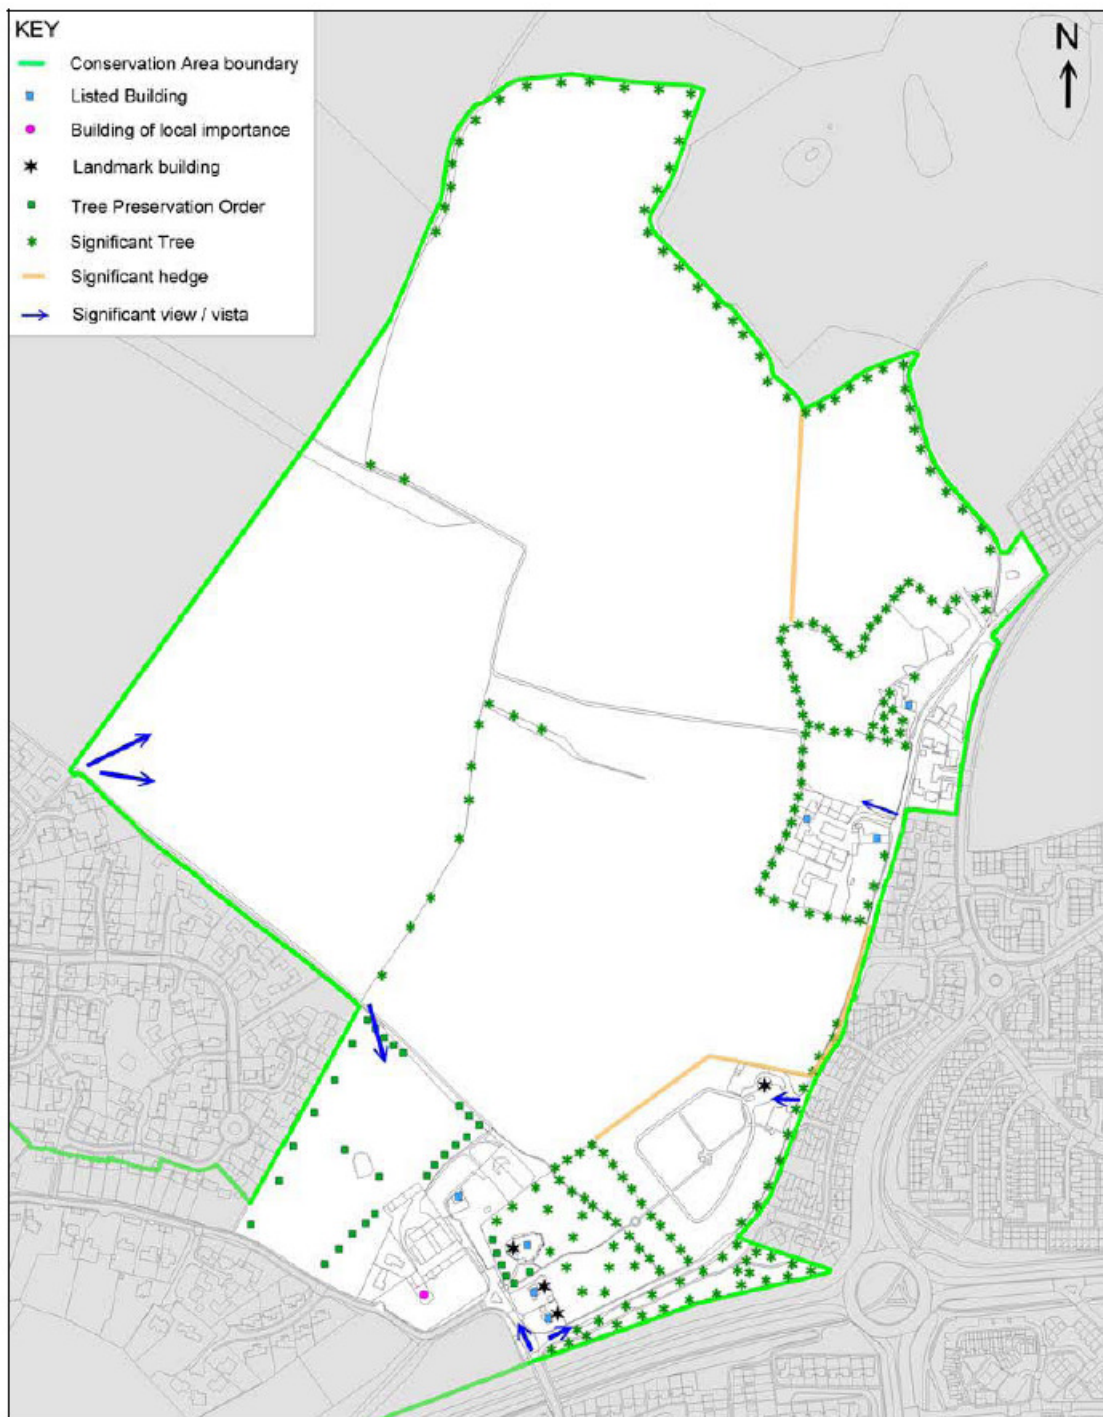 KEY
Conservation Area boundary
Listed Building
Building of local importance
Landmark building
Tree Preservation Order
Significant Tree
Significant hedge
Significant view / vista
N